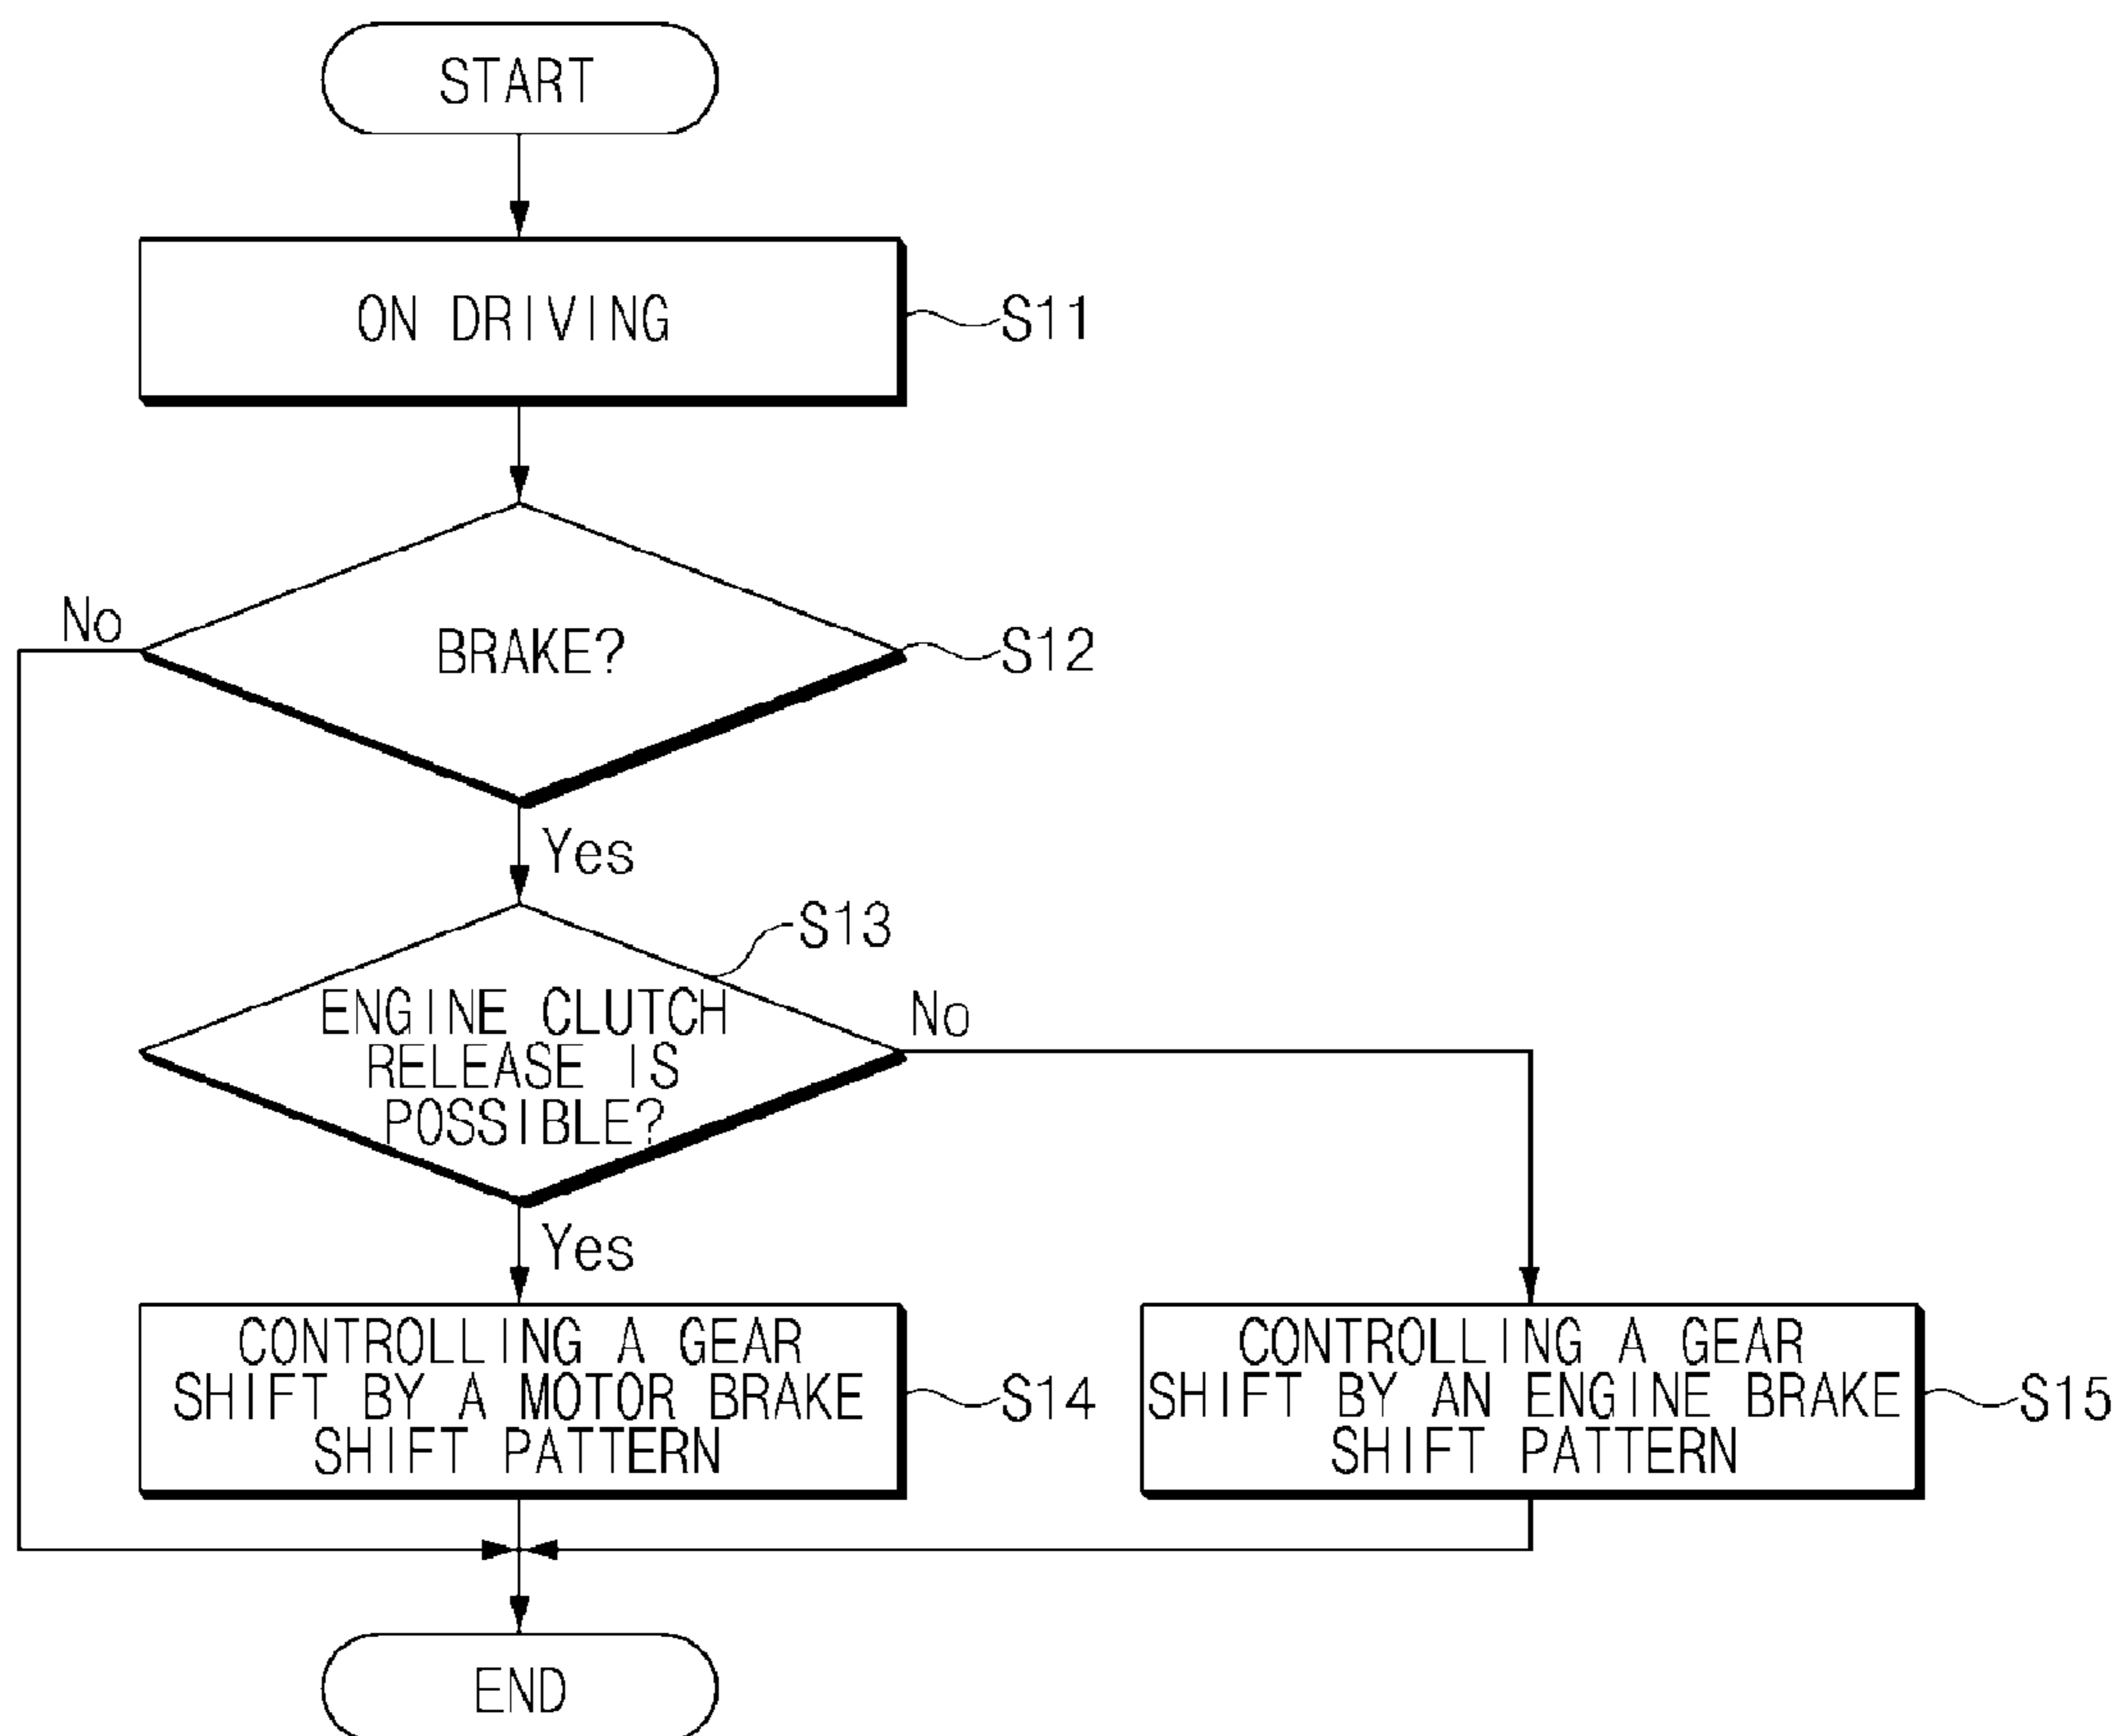 START
ON DRIVING
S11
BRAKE?
S12
No
Yes
S13
ENGINE CLUTCH
RELEASE IS
POSSIBLE?
No
Yes
CONTROLLING A GEAR
SHIFT BY A MOTOR BRAKE
SHIFT PATTERN
S14
CONTROLLING A GEAR
SHIFT BY AN ENGINE BRAKE
SHIFT PATTERN
S15
END